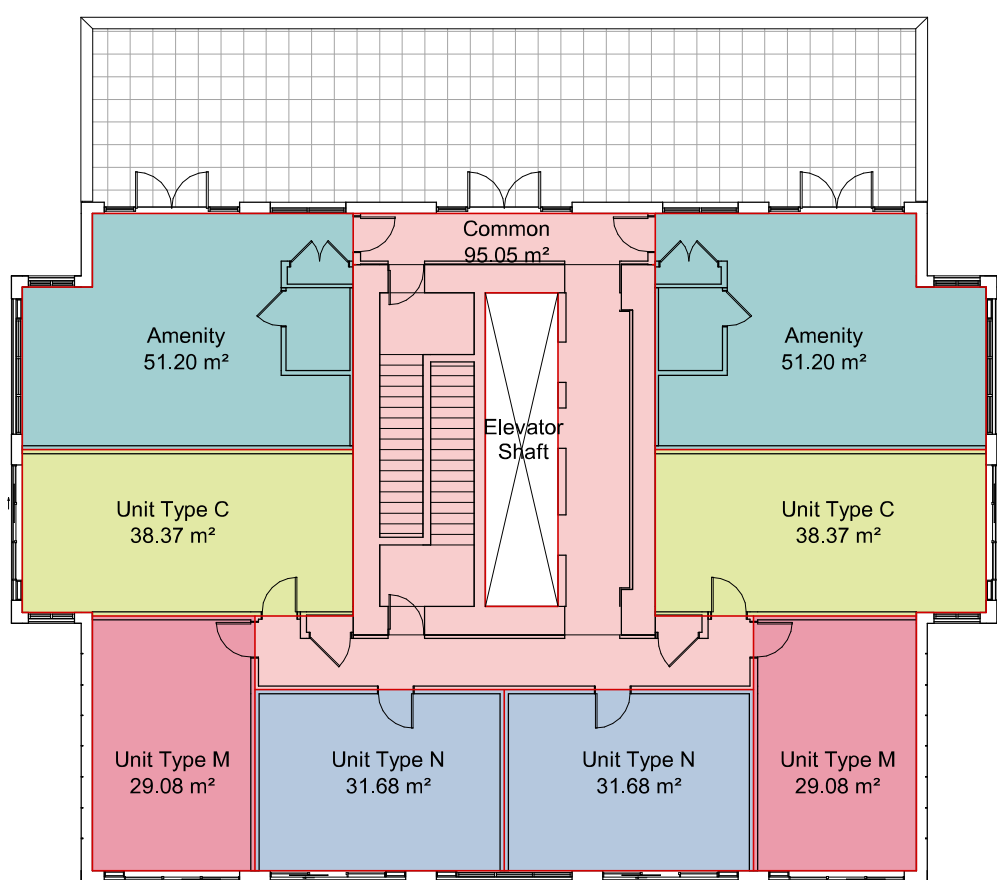 Common
95.05 m²
Amenity
51.20 m²
Amenity
51.20 m²
Elevator
Shaft
Unit Type C
38.37 m²
Unit Type C
38.37 m²
Unit Type M
29.08 m²
Unit Type N
31.68 m²
Unit Type N
31.68 m²
Unit Type M
29.08 m²